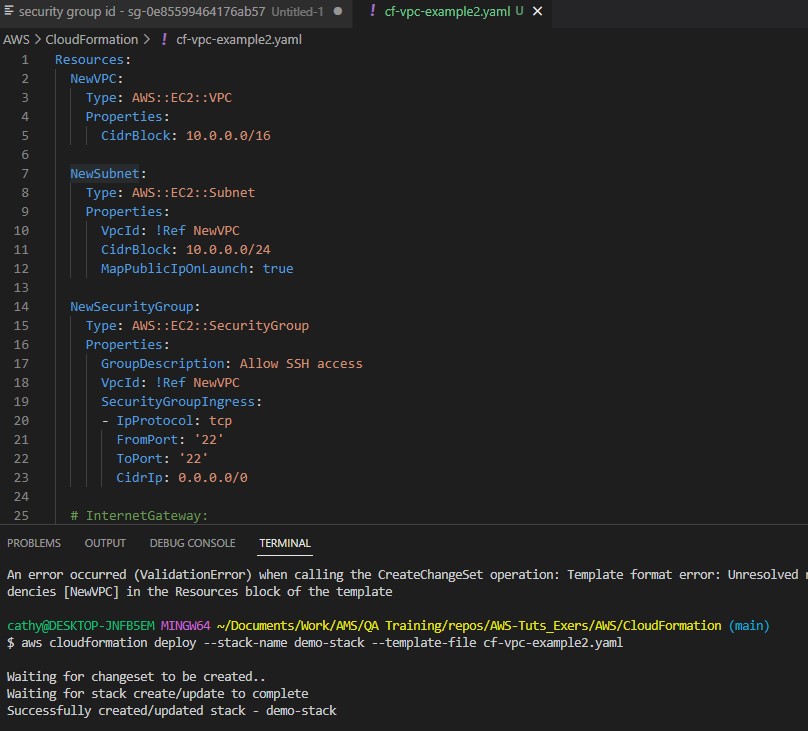 security group id - sg-0e85599464176ab57 Untitled-1 ●
! cf-vpc-example2.yaml U ×
AWS > CloudFormation > ! cf-vpc-example2.yaml
1 Resources:
2 NewVPC:
3 Type: AWS::EC2::VPC
4 Properties:
5 CidrBlock: 10.0.0.0/16
6
7 NewSubnet:
8 Type: AWS::EC2::Subnet
9 Properties:
10 VpcId: !Ref NewVPC
11 CidrBlock: 10.0.0.0/24
12 MapPublicIpOnLaunch: true
13
14 NewSecurityGroup:
15 Type: AWS::EC2::SecurityGroup
16 Properties:
17 GroupDescription: Allow SSH access
18 VpcId: !Ref NewVPC
19 SecurityGroupIngress:
20 - IpProtocol: tcp
21 FromPort: '22'
22 ToPort: '22'
23 CidrIp: 0.0.0.0/0
24
25 # InternetGateway:
PROBLEMS OUTPUT DEBUG CONSOLE TERMINAL
An error occurred (ValidationError) when calling the CreateChangeSet operation: Template format error: Unresolved
dencies [NewVPC] in the Resources block of the template
cathy@DESKTOP-JNFB5EM MINGW64 ~/Documents/Work/AMS/QA Training/repos/AWS-Tuts_Exers/AWS/CloudFormation (main)
$ aws cloudformation deploy --stack-name demo-stack --template-file cf-vpc-example2.yaml
Waiting for changeset to be created..
Waiting for stack create/update to complete
Successfully created/updated stack - demo-stack